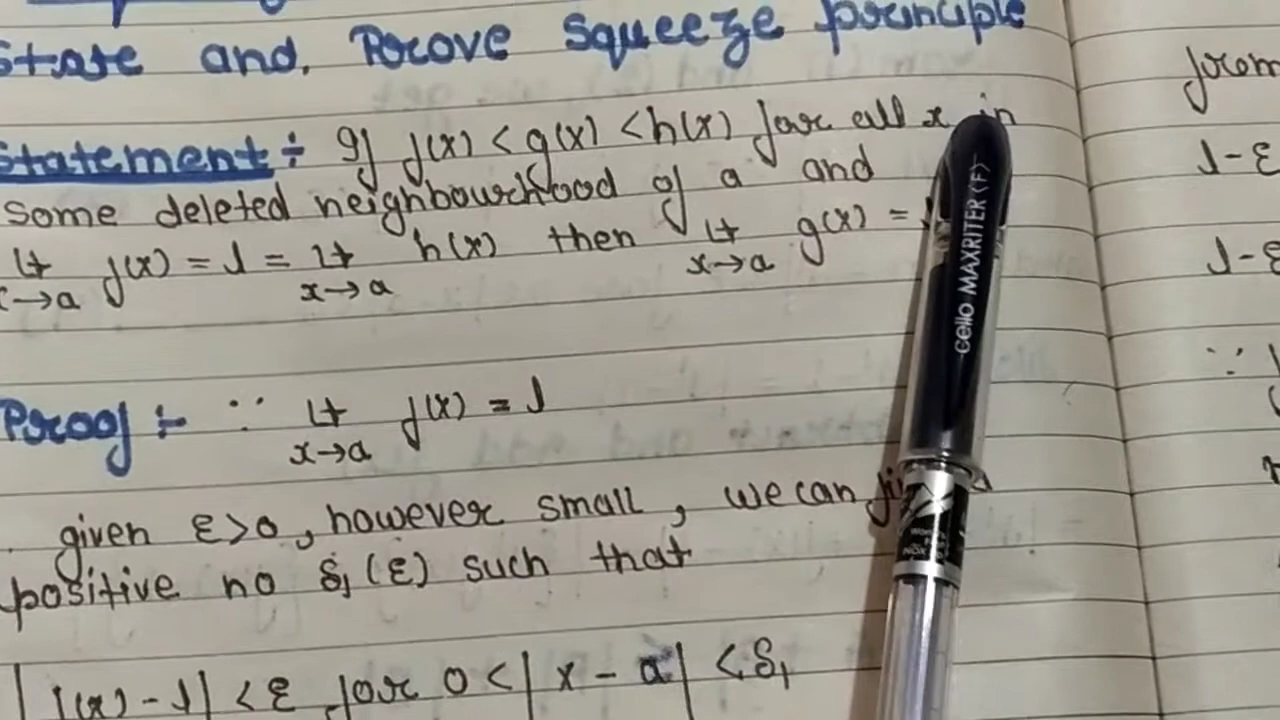 State and. Prove Squeeze principle
Statement ÷ If f(x) < g(x) < h(x) for all x in
some deleted neighbourhood of a and
Lt f(x) = l = Lt h(x) then Lt g(x) =
x→a x→a x→a
Proof :- ∵ Lt f(x) = l
x→a
given ε>0, however small, we can
positive no δ₁(ε) such that
|f(x) - l| < ε for 0 < |x - a| < δ₁
from
l-ε
l-ε
∵
cello MAXRITER (F)